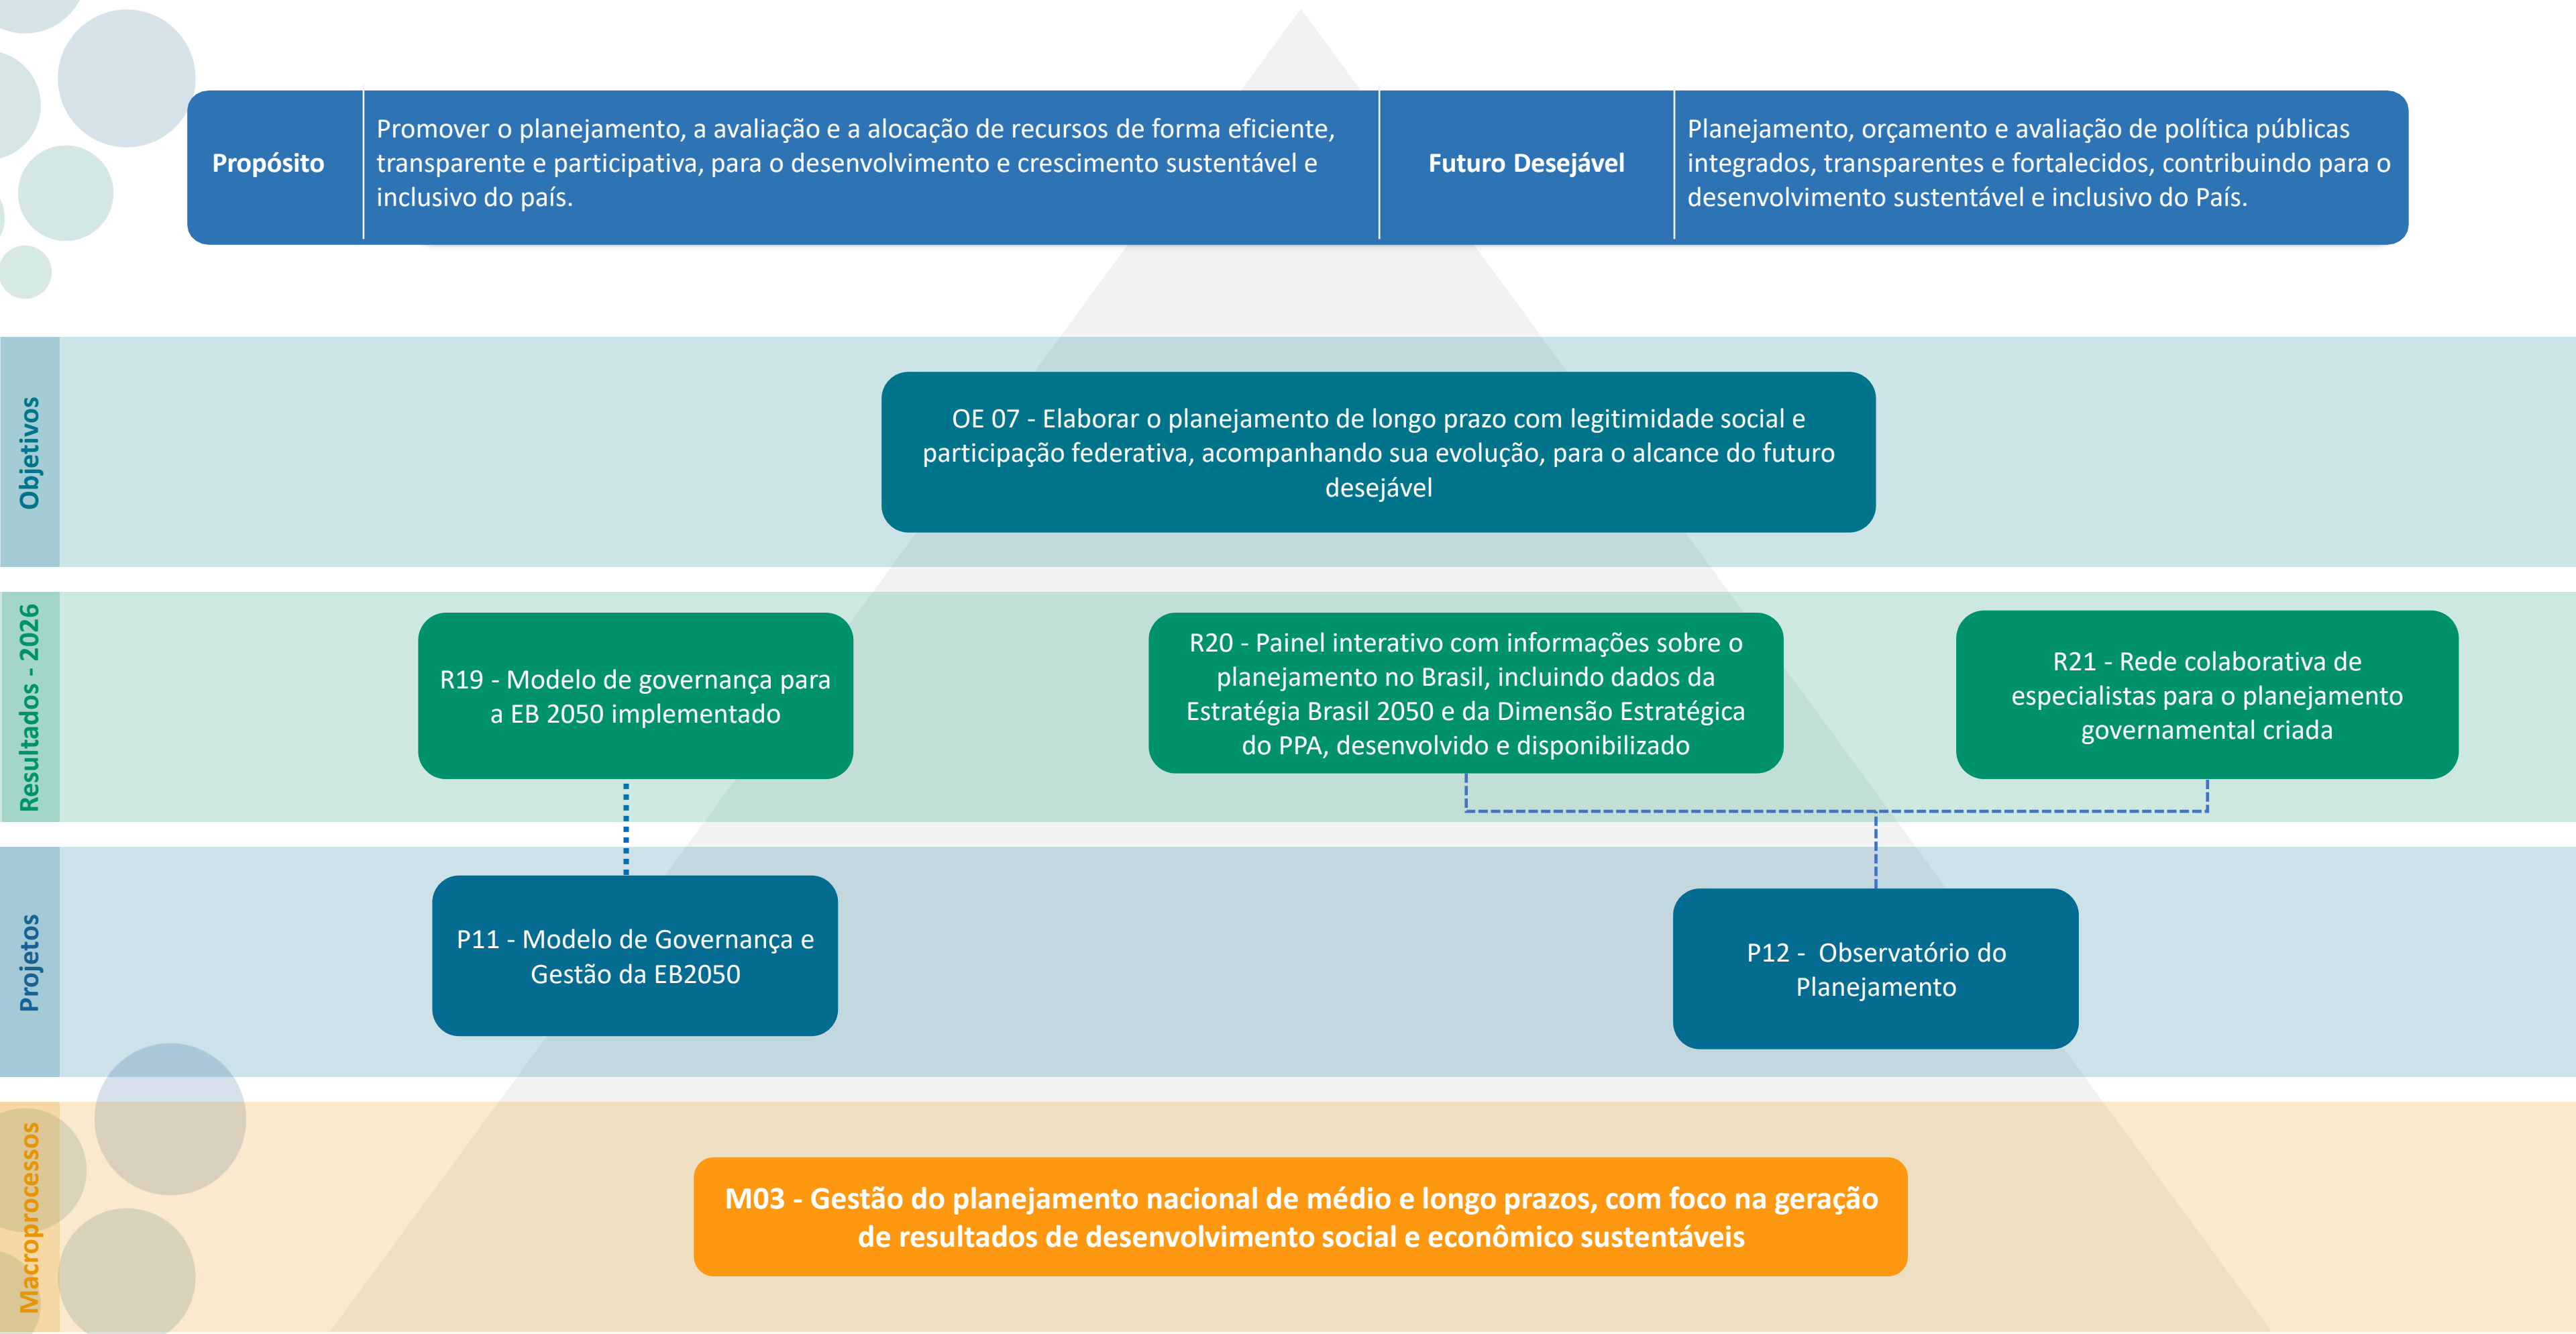 Propósito
Promover o planejamento, a avaliação e a alocação de recursos de forma eficiente,
transparente e participativa, para o desenvolvimento e crescimento sustentável e
inclusivo do país.
Futuro Desejável
Planejamento, orçamento e avaliação de política públicas
integrados, transparentes e fortalecidos, contribuindo para o
desenvolvimento sustentável e inclusivo do País.
Objetivos
OE 07 - Elaborar o planejamento de longo prazo com legitimidade social e
participação federativa, acompanhando sua evolução, para o alcance do futuro
desejável
Resultados - 2026
R19 - Modelo de governança para
a EB 2050 implementado
R20 - Painel interativo com informações sobre o
planejamento no Brasil, incluindo dados da
Estratégia Brasil 2050 e da Dimensão Estratégica
do PPA, desenvolvido e disponibilizado
R21 - Rede colaborativa de
especialistas para o planejamento
governamental criada
Projetos
P11 - Modelo de Governança e
Gestão da EB2050
P12 -  Observatório do
Planejamento
Macroprocessos
M03 - Gestão do planejamento nacional de médio e longo prazos, com foco na geração
de resultados de desenvolvimento social e econômico sustentáveis